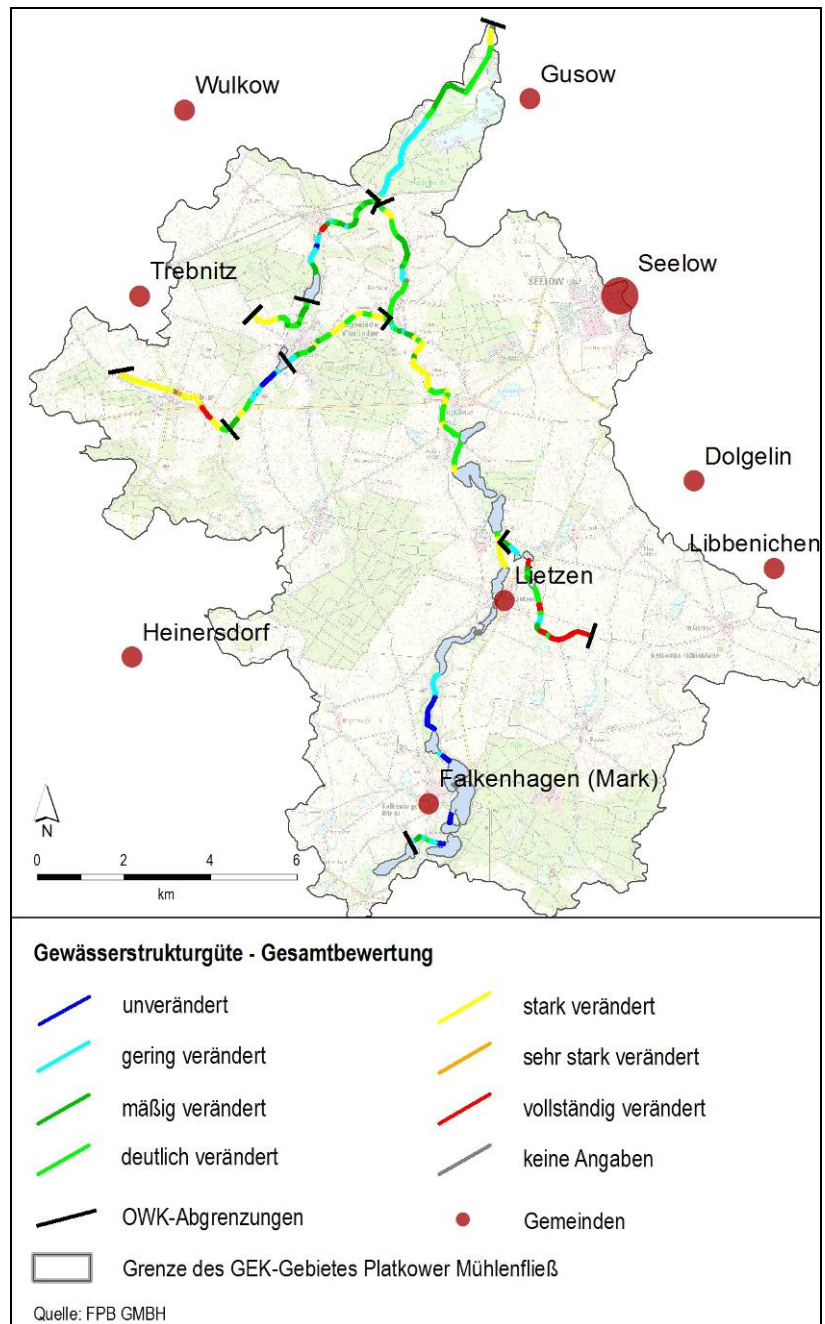 Wulkow
Gusow
Trebnitz
SEELOW
Seelow
Dolgelin
Libbenichen
Lietzen
Heinersdorf
Falkenhagen (Mark)
N
0 2 4 6
km
Gewässerstrukturgüte - Gesamtbewertung
unverändert
stark verändert
gering verändert
sehr stark verändert
mäßig verändert
vollständig verändert
deutlich verändert
keine Angaben
OWK-Abgrenzungen
Gemeinden
Grenze des GEK-Gebietes Platkower Mühlenfließ
Quelle: FPB GMBH